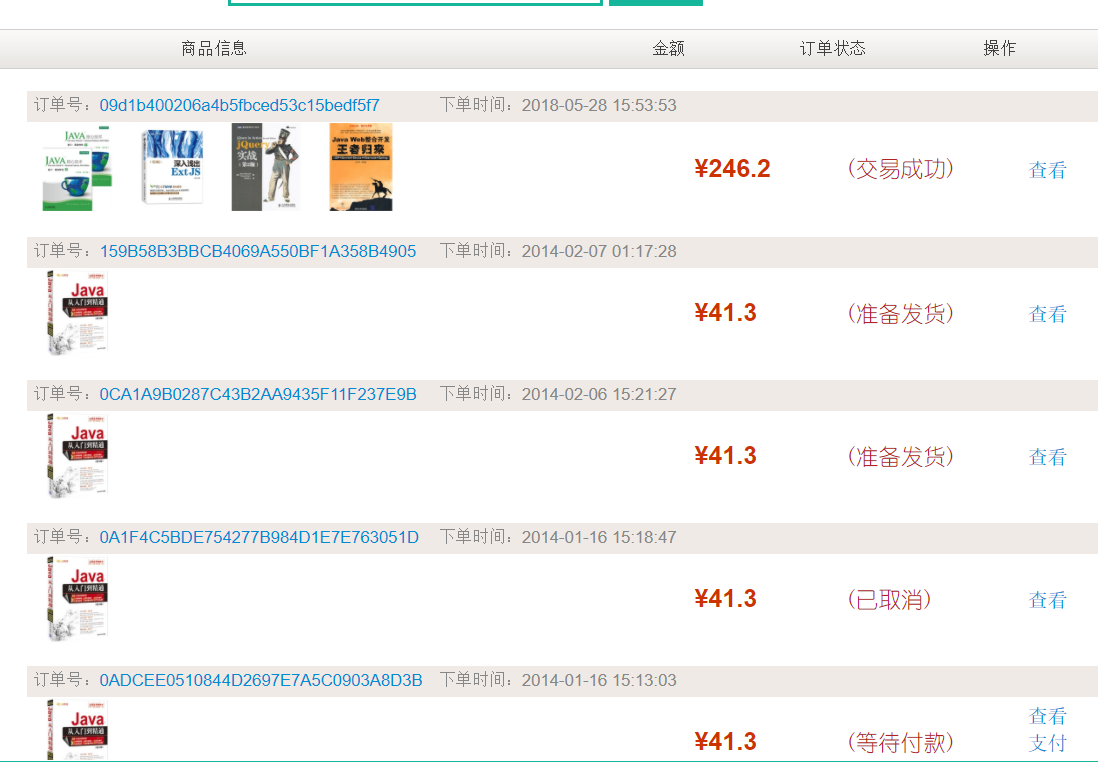 商品信息 金额 订单状态 操作
订单号：09d1b400206a4b5fbced53c15bedf5f7 下单时间：2018-05-28 15:53:53
JAVA
JAVA
深入浅出
Ext JS
jQuery
实战
Java Web整合开发
王者归来
¥246.2 (交易成功) 查看
订单号：159B58B3BBCB4069A550BF1A358B4905 下单时间：2014-02-07 01:17:28
Java
从入门到精通
¥41.3 (准备发货) 查看
订单号：0CA1A9B0287C43B2AA9435F11F237E9B 下单时间：2014-02-06 15:21:27
Java
从入门到精通
¥41.3 (准备发货) 查看
订单号：0A1F4C5BDE754277B984D1E7E763051D 下单时间：2014-01-16 15:18:47
Java
从入门到精通
¥41.3 (已取消) 查看
订单号：0ADCEE0510844D2697E7A5C0903A8D3B 下单时间：2014-01-16 15:13:03
Java
从入门到精通
¥41.3 (等待付款) 查看
支付